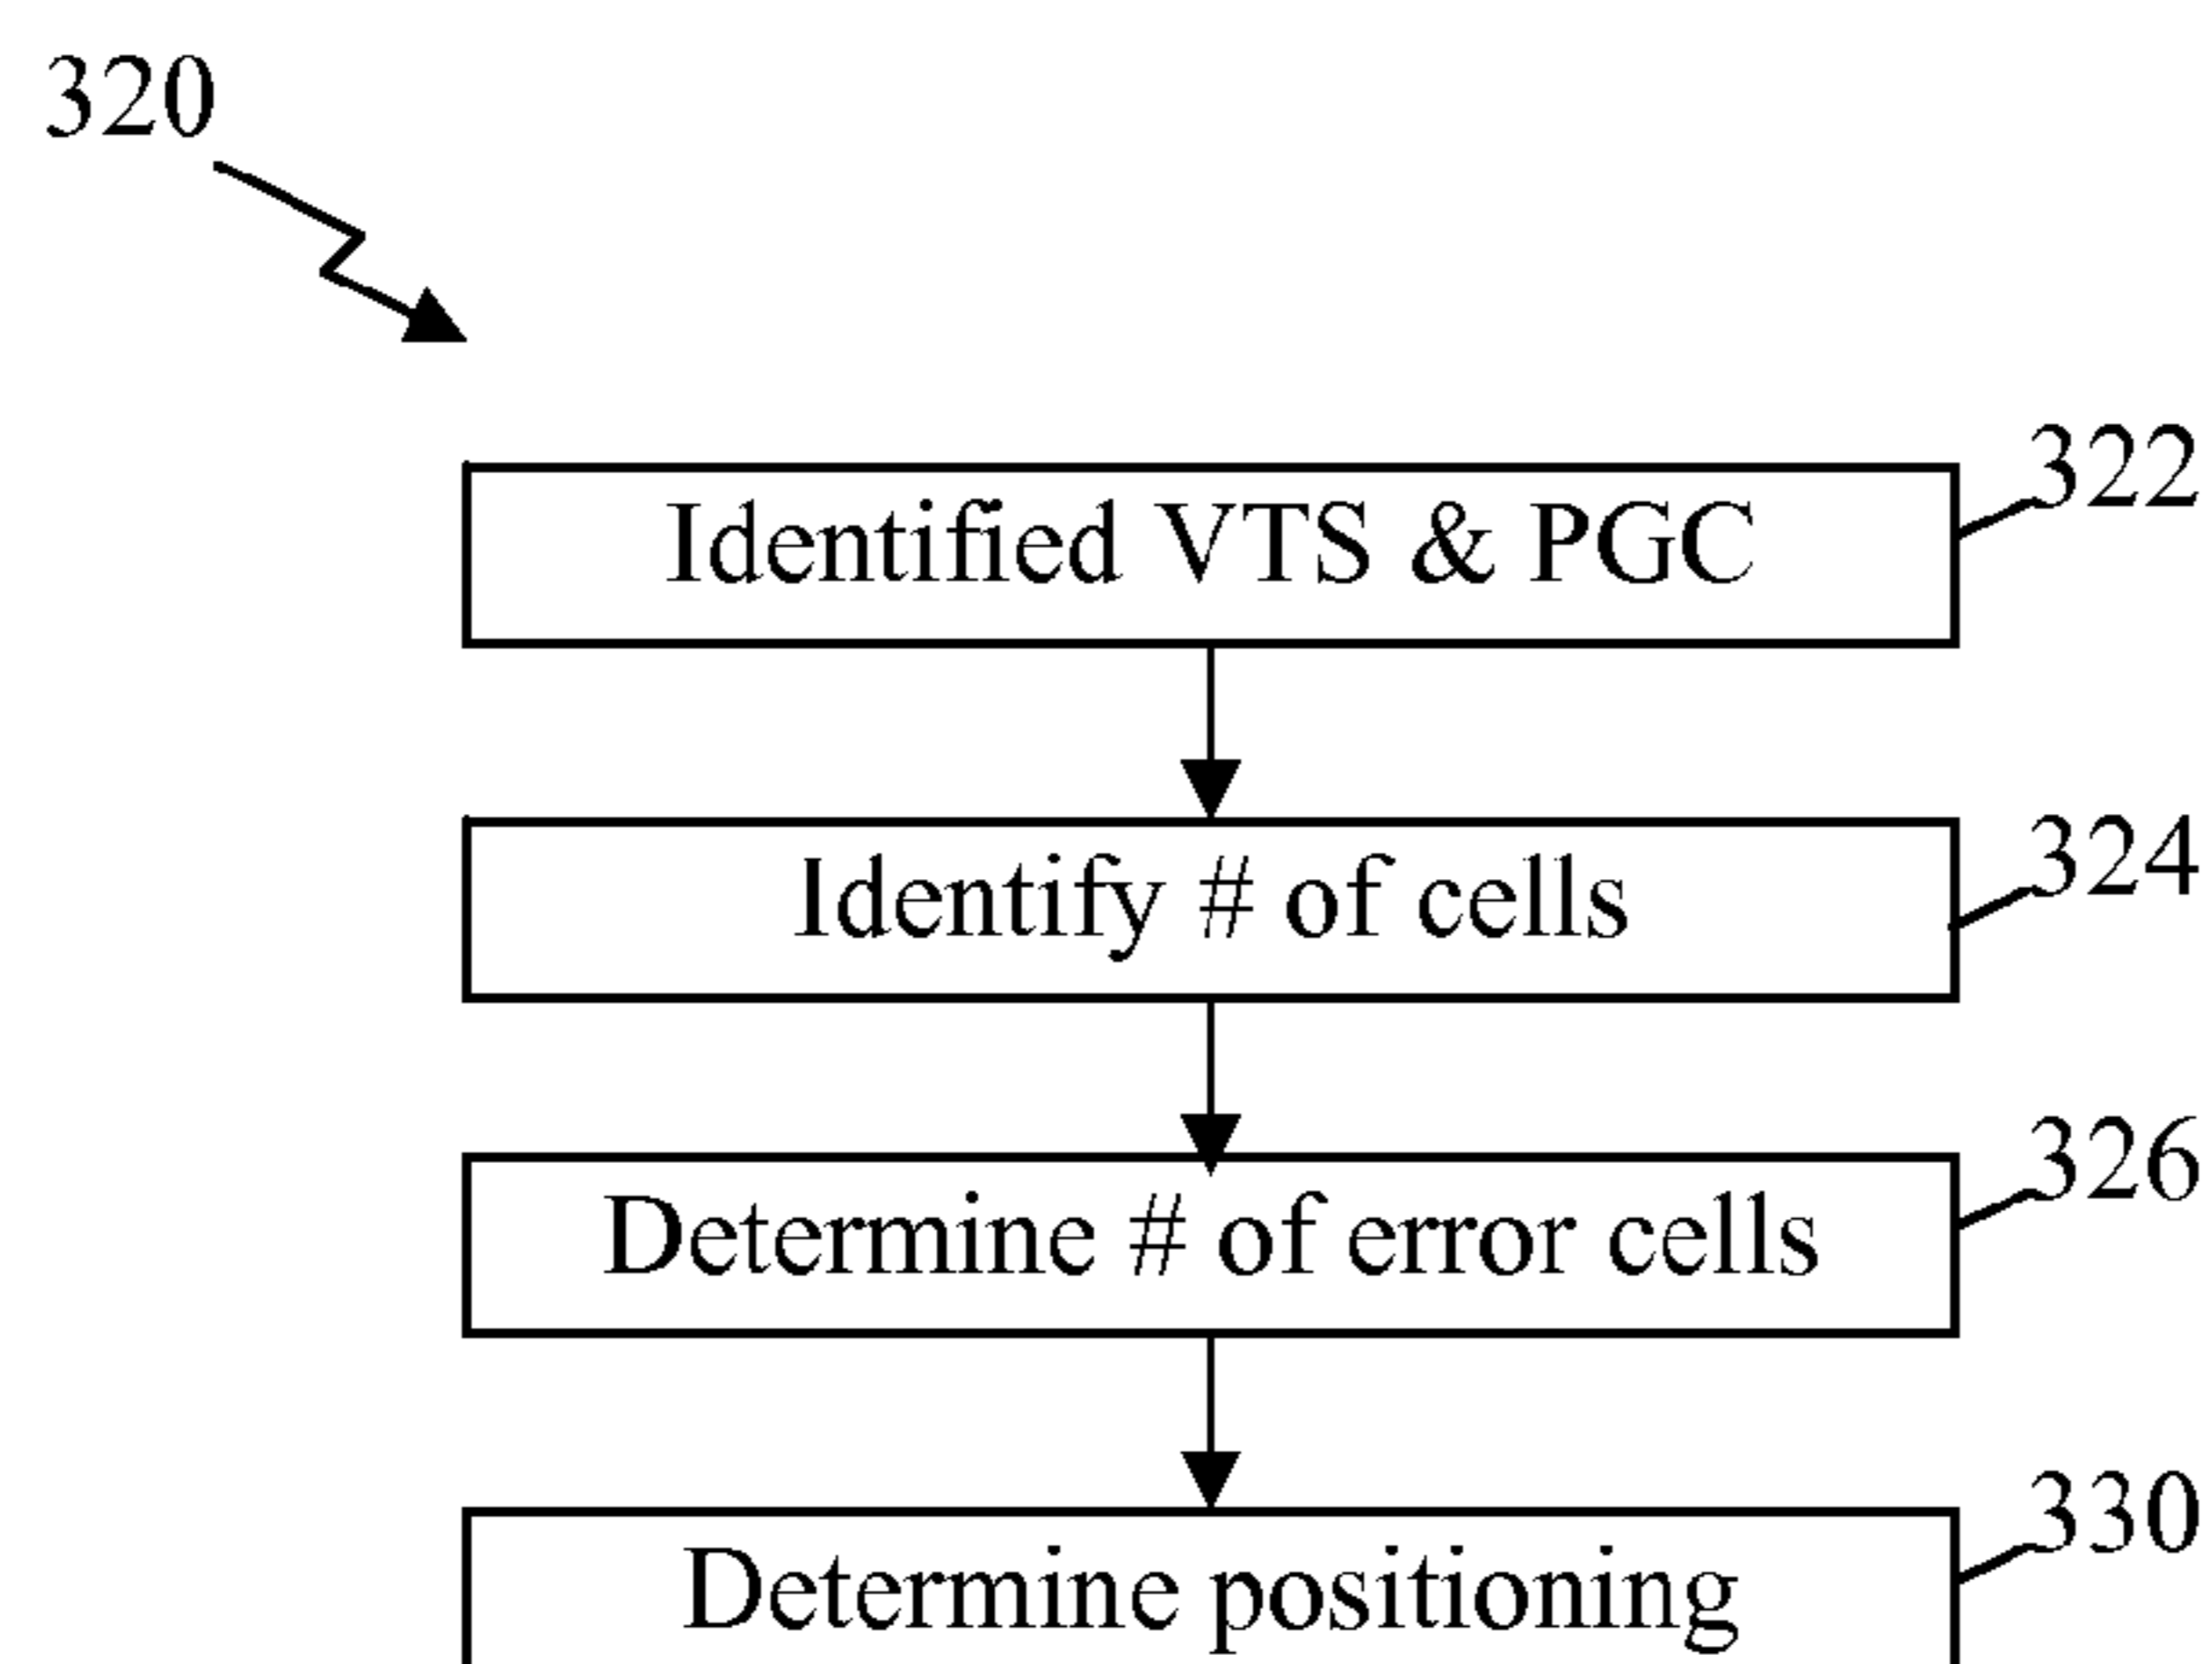 320
322
Identified VTS & PGC
324
Identify # of cells
326
Determine # of error cells
330
Determine positioning